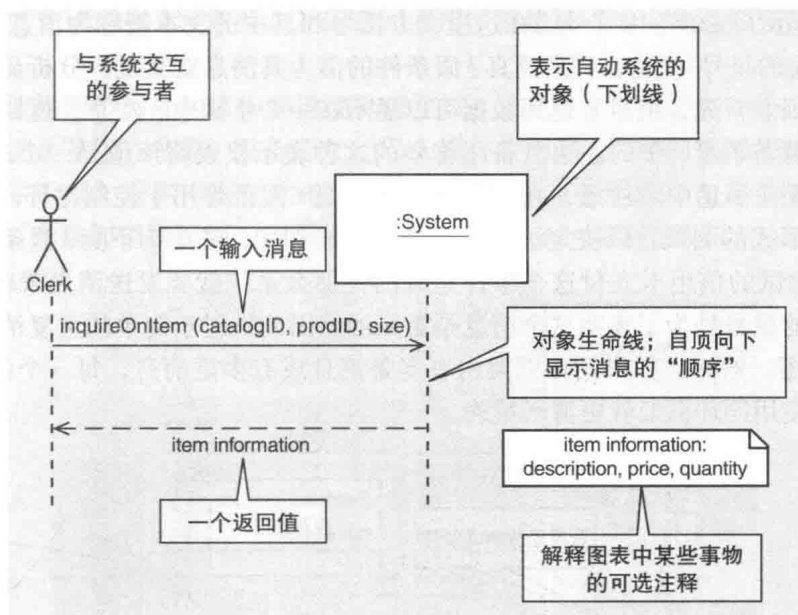 与系统交互
的参与者
表示自动系统的
对象（下划线）
:System
一个输入消息
Clerk
inquireOnItem (catalogID, prodID, size)
对象生命线；自顶向下
显示消息的“顺序”
item information
item information:
description, price, quantity
一个返回值
解释图表中某些事物
的可选注释